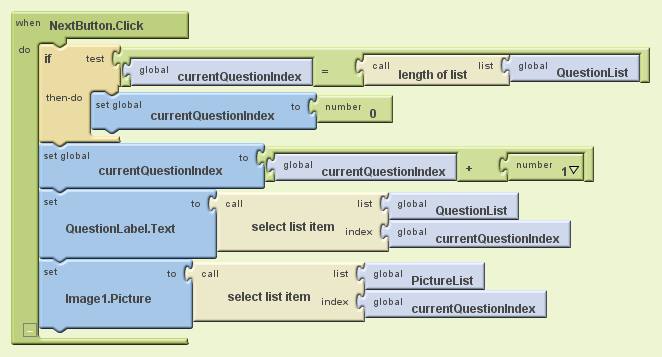 when NextButton.Click
do
if test global currentQuestionIndex = call length of list list global QuestionList
then-do set global currentQuestionIndex to number 0
set global currentQuestionIndex to global currentQuestionIndex + number 1
set QuestionLabel.Text to call select list item list global QuestionList
index global currentQuestionIndex
set Image1.Picture to call select list item list global PictureList
index global currentQuestionIndex